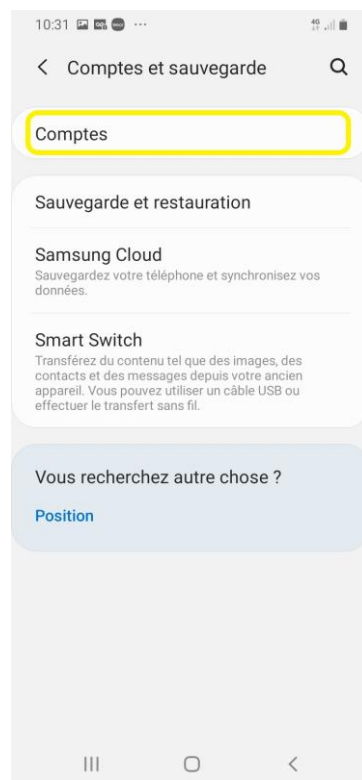 10:31
Comptes et sauvegarde
Comptes
Sauvegarde et restauration
Samsung Cloud
Sauvegardez votre téléphone et synchronisez vos
données.
Smart Switch
Transférez du contenu tel que des images, des
contacts et des messages depuis votre ancien
appareil. Vous pouvez utiliser un câble USB ou
effectuer le transfert sans fil.
Vous recherchez autre chose ?
Position